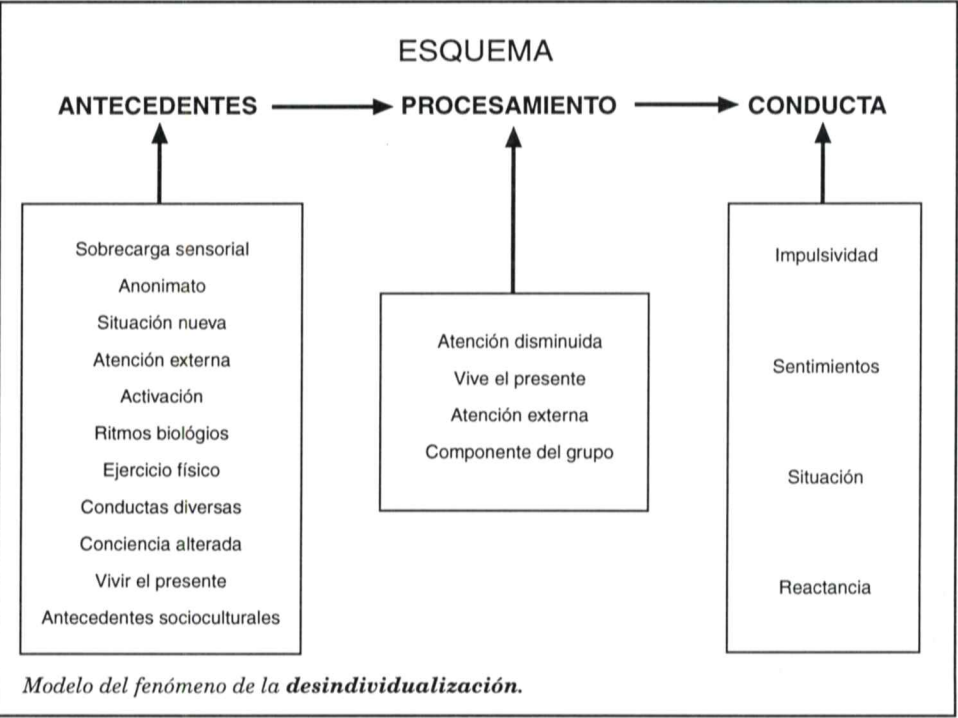 ESQUEMA
ANTECEDENTES PROCESAMIENTO CONDUCTA
Sobrecarga sensorial
Anonimato
Situación nueva
Atención externa
Activación
Ritmos biológios
Ejercicio físico
Conductas diversas
Conciencia alterada
Vivir el presente
Antecedentes socioculturales
Atención disminuida
Vive el presente
Atención externa
Componente del grupo
Impulsividad
Sentimientos
Situación
Reactancia
Modelo del fenómeno de la desindividualización.